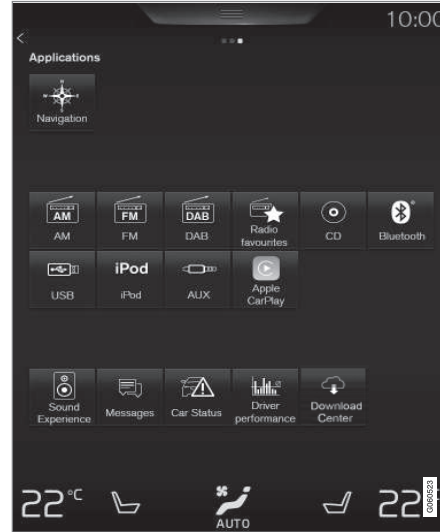 10:00
Applications
Navigation
AM FM DAB
AM FM DAB Radio favourites CD Bluetooth
iPod
USB iPod AUX Apple CarPlay
Sound Experience Messages Car Status Driver performance Download Center
22°C 22
AUTO
G060523